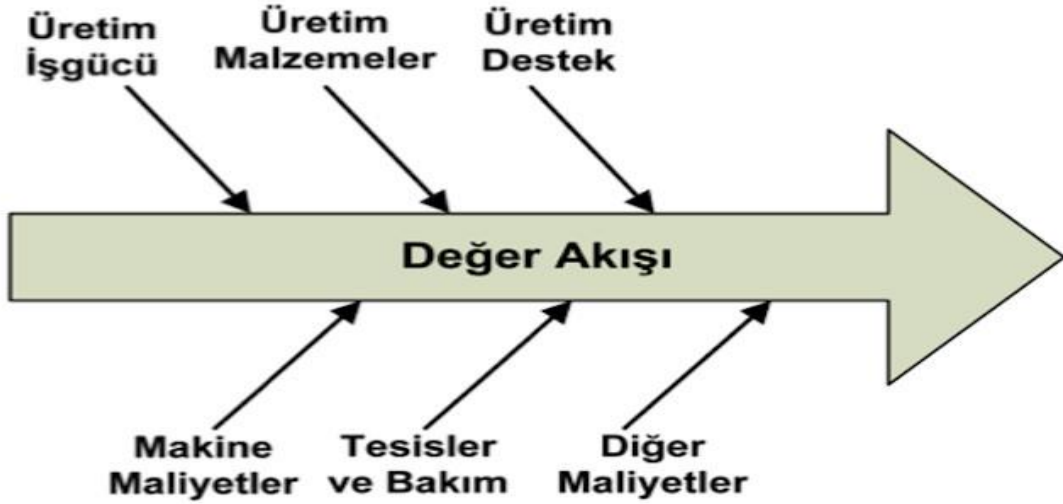 Üretim
İşgücü
Üretim
Malzemeler
Üretim
Destek
Değer Akışı
Makine
Maliyetler
Tesisler
ve Bakım
Diğer
Maliyetler